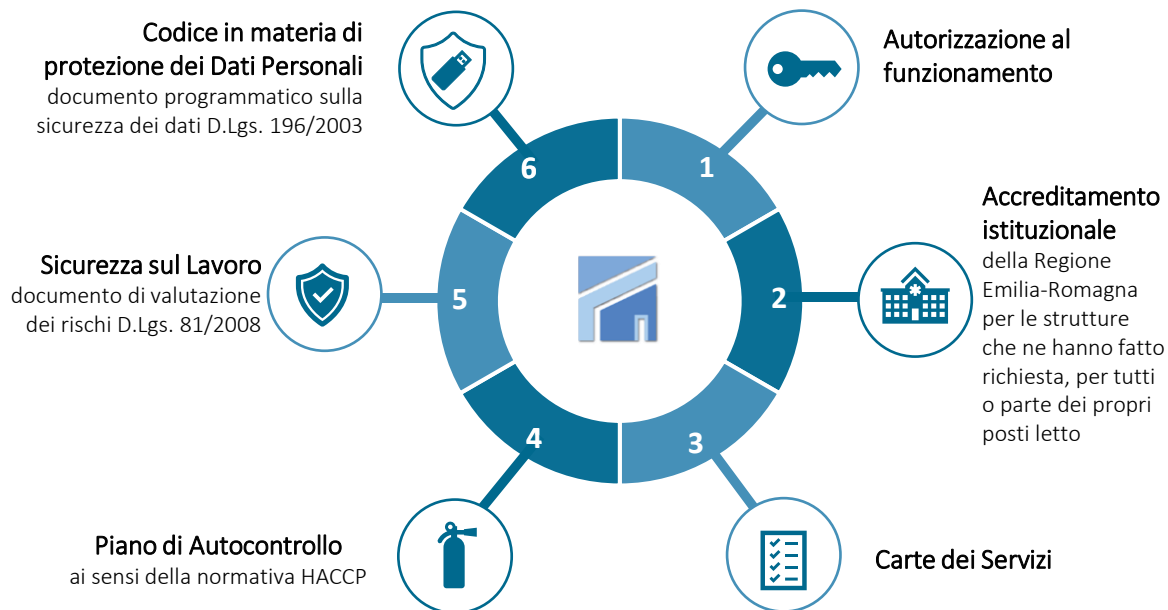 1
Autorizzazione al
funzionamento
2
Accreditamento
istituzionale
della Regione
Emilia-Romagna
per le strutture
che ne hanno fatto
richiesta, per tutti
o parte dei propri
posti letto
3
Carte dei Servizi
4
Piano di Autocontrollo
ai sensi della normativa HACCP
5
Sicurezza sul Lavoro
documento di valutazione
dei rischi D.Lgs. 81/2008
6
Codice in materia di
protezione dei Dati Personali
documento programmatico sulla
sicurezza dei dati D.Lgs. 196/2003